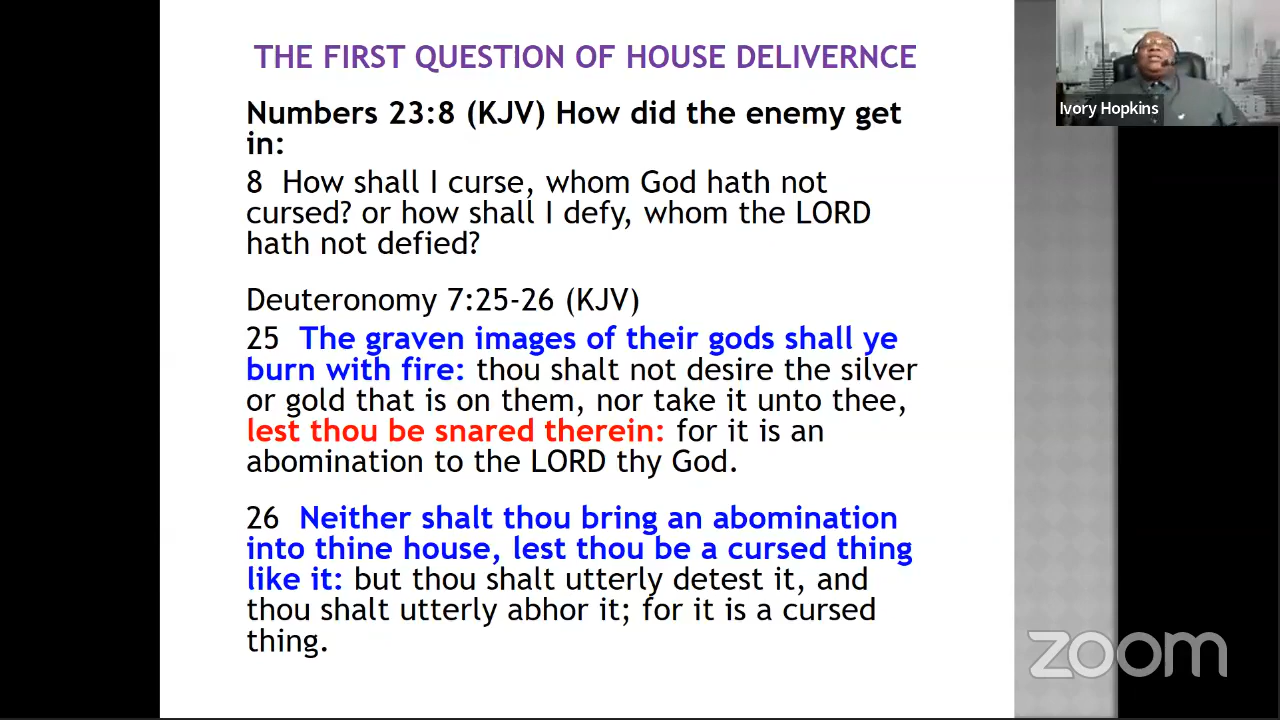 THE FIRST QUESTION OF HOUSE DELIVERNCE
Numbers 23:8 (KJV) How did the enemy get
in:
8 How shall I curse, whom God hath not
cursed? or how shall I defy, whom the LORD
hath not defied?
Deuteronomy 7:25-26 (KJV)
25 The graven images of their gods shall ye
burn with fire: thou shalt not desire the silver
or gold that is on them, nor take it unto thee,
lest thou be snared therein: for it is an
abomination to the LORD thy God.
26 Neither shalt thou bring an abomination
into thine house, lest thou be a cursed thing
like it: but thou shalt utterly detest it, and
thou shalt utterly abhor it; for it is a cursed
thing.
Ivory Hopkins
zoom